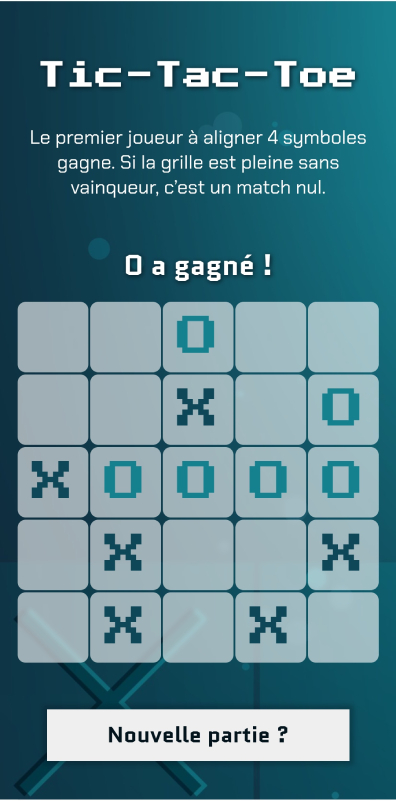 Tic-Tac-Toe
Le premier joueur à aligner 4 symboles
gagne. Si la grille est pleine sans
vainqueur, c’est un match nul.
O a gagné !
O
X O
X O O O O
X X
X X
Nouvelle partie ?